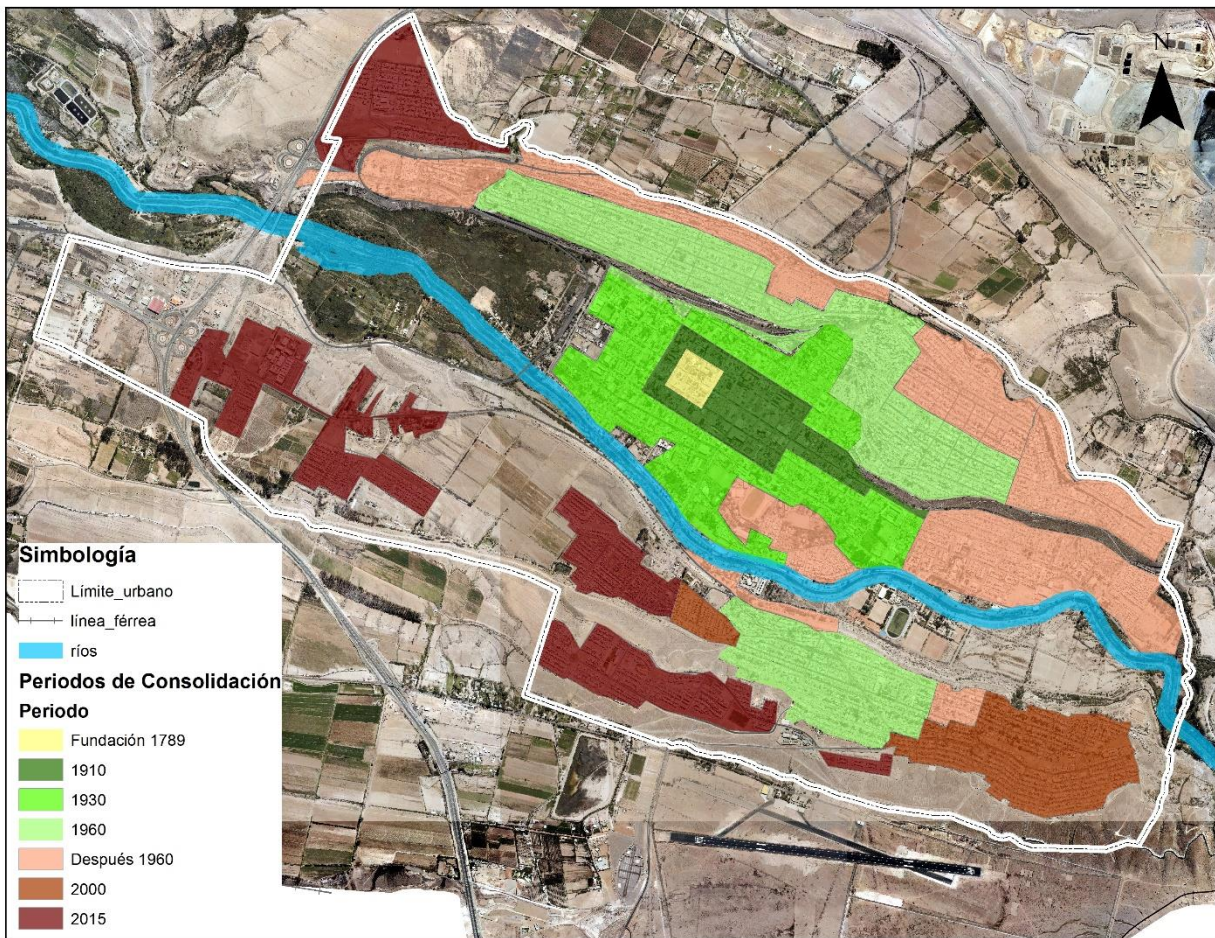 N
Simbología
Límite_urbano
línea_férrea
ríos
Periodos de Consolidación
Periodo
Fundación 1789
1910
1930
1960
Después 1960
2000
2015